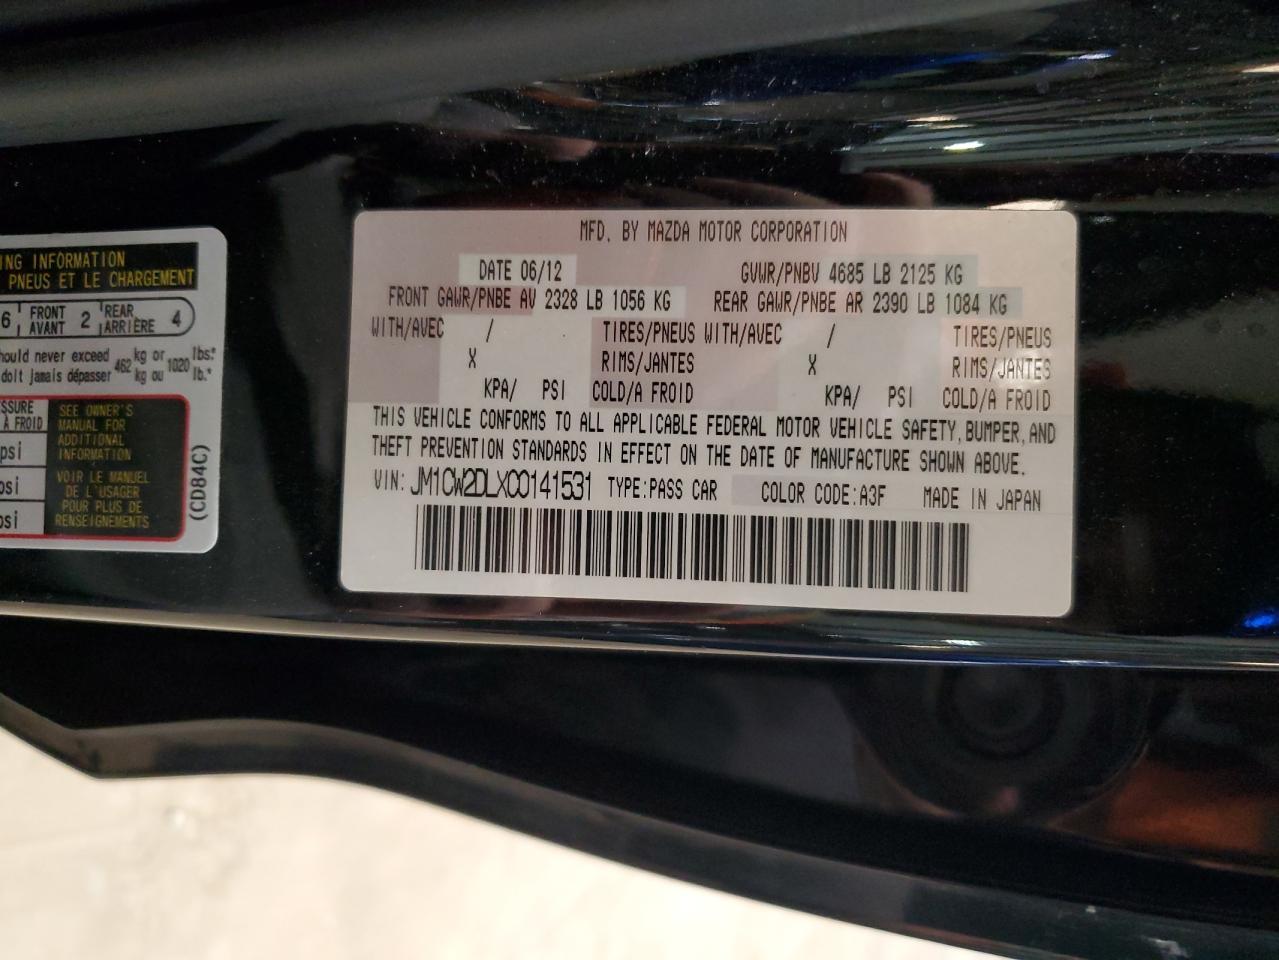 ING INFORMATION
PNEUS ET LE CHARGEMENT
6 FRONT AVANT 2 REAR ARRIÈRE 4
hould never exceed 462 kg or 1020 lbs.*
doit jamais dépasser kg ou lb.*
SSURE
À FROID
psi
psi
psi
SEE OWNER'S
MANUAL FOR
ADDITIONAL
INFORMATION
VOIR LE MANUEL
DE L'USAGER
POUR PLUS DE
RENSEIGNEMENTS
(CD84C)
MFD. BY MAZDA MOTOR CORPORATION
DATE 06/12 GVWR/PNBV 4685 LB 2125 KG
FRONT GAWR/PNBE AV 2328 LB 1056 KG REAR GAWR/PNBE AR 2390 LB 1084 KG
WITH/AVEC / TIRES/PNEUS WITH/AVEC / TIRES/PNEUS
X RIMS/JANTES X RIMS/JANTES
KPA/ PSI COLD/A FROID KPA/ PSI COLD/A FROID
THIS VEHICLE CONFORMS TO ALL APPLICABLE FEDERAL MOTOR VEHICLE SAFETY, BUMPER, AND
THEFT PREVENTION STANDARDS IN EFFECT ON THE DATE OF MANUFACTURE SHOWN ABOVE.
VIN: JM1CW2DLXC0141531 TYPE:PASS CAR COLOR CODE:A3F MADE IN JAPAN